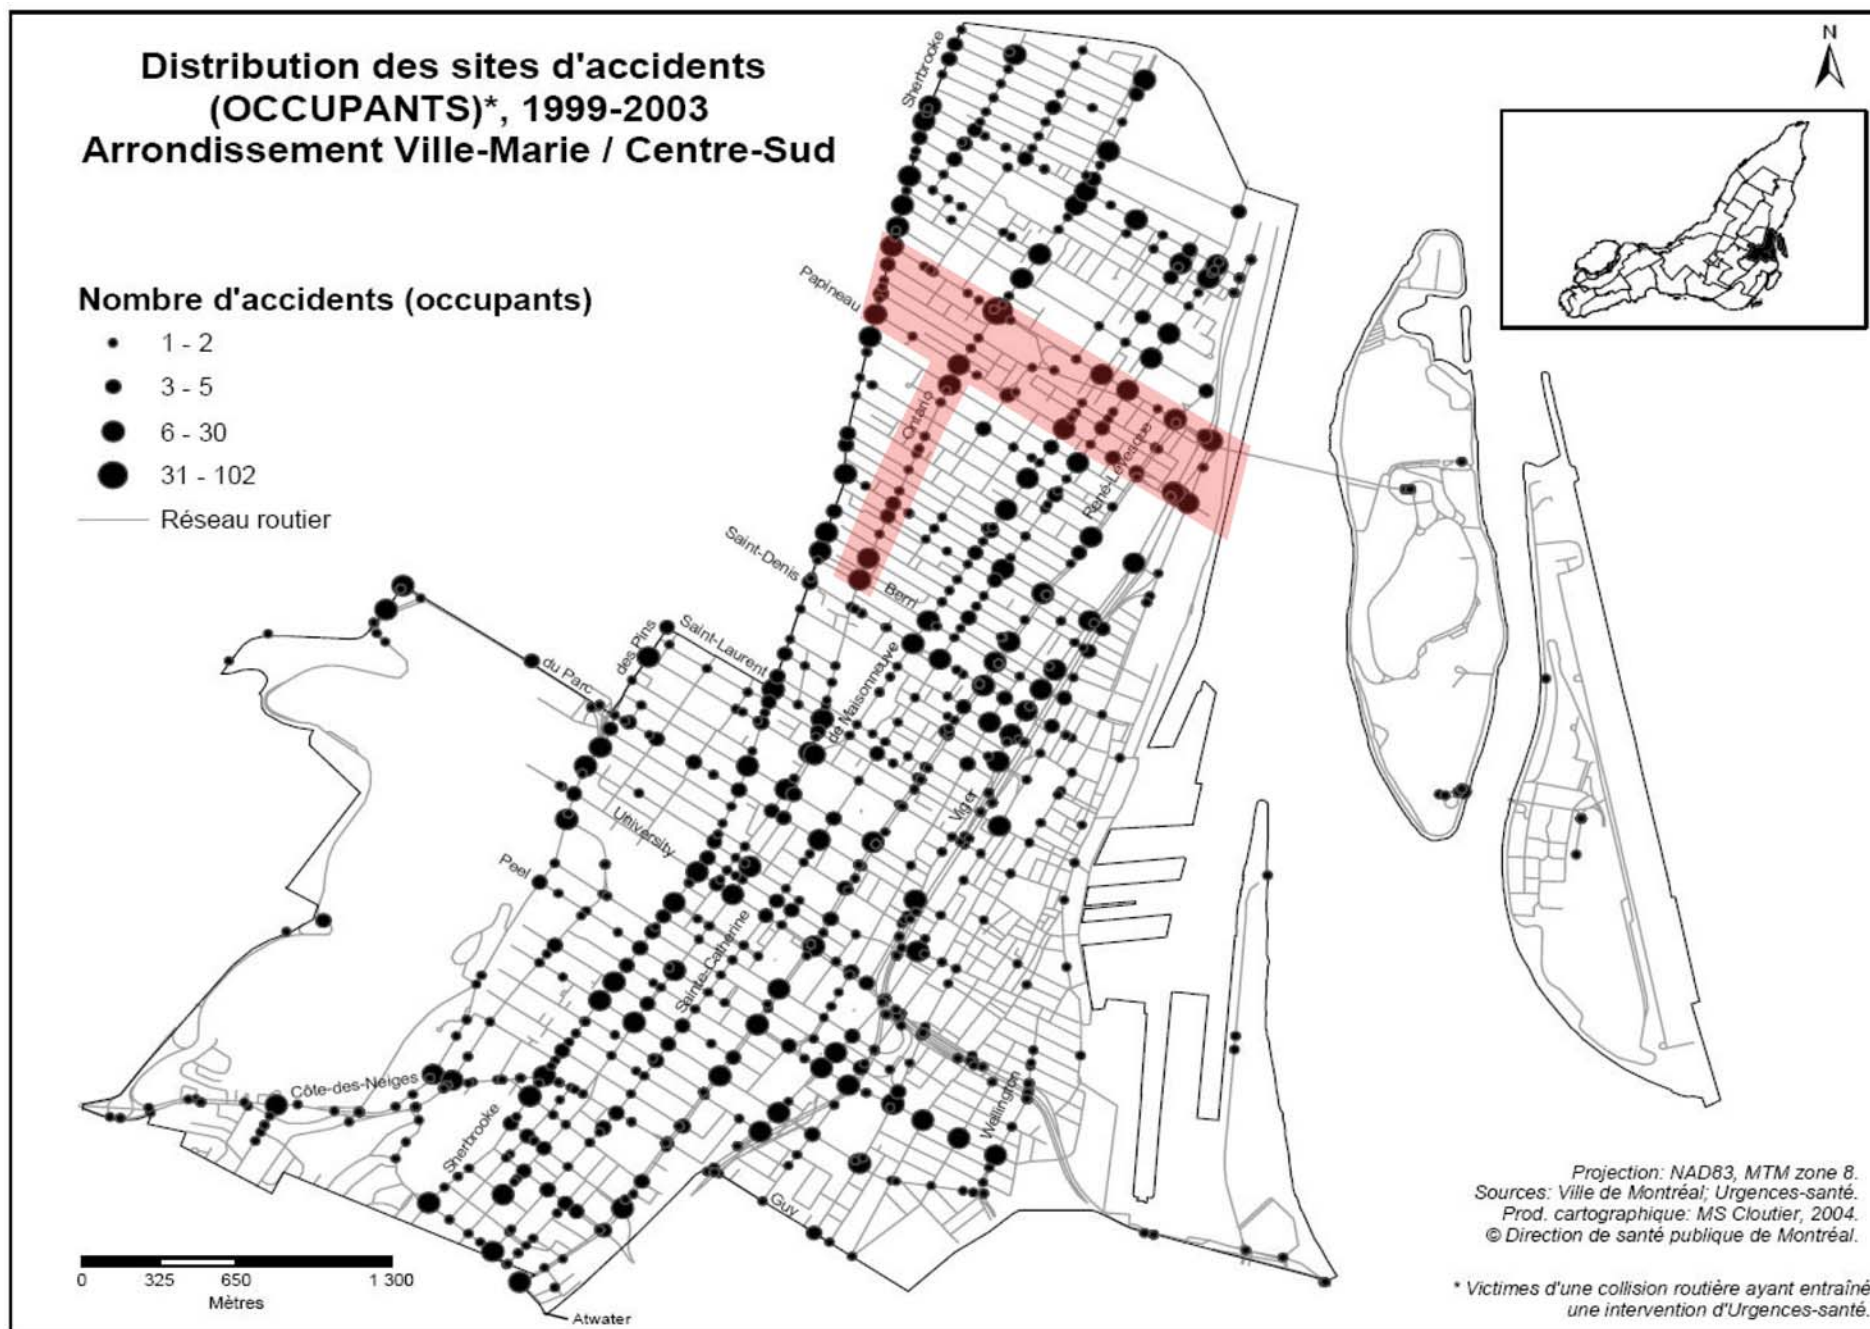 Distribution des sites d'accidents
(OCCUPANTS)*, 1999-2003
Arrondissement Ville-Marie / Centre-Sud
N
Nombre d'accidents (occupants)
1 - 2
3 - 5
6 - 30
31 - 102
Réseau routier
Sherbrooke
Papineau
Ontario
René-Lévesque
Saint-Denis
Berri
des Pins
Saint-Laurent
du Parc
de Maisonneuve
University
Viger
Peel
Sainte-Catherine
Côte-des-Neiges
Sherbrooke
Wellington
Guy
Atwater
0 325 650 1 300
Mètres
Projection: NAD83, MTM zone 8.
Sources: Ville de Montréal; Urgences-santé.
Prod. cartographique: MS Cloutier, 2004.
© Direction de santé publique de Montréal.
* Victimes d'une collision routière ayant entraîné
une intervention d'Urgences-santé.